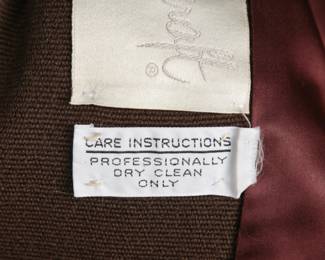 ®
CARE INSTRUCTIONS
PROFESSIONALLY
DRY CLEAN
ONLY